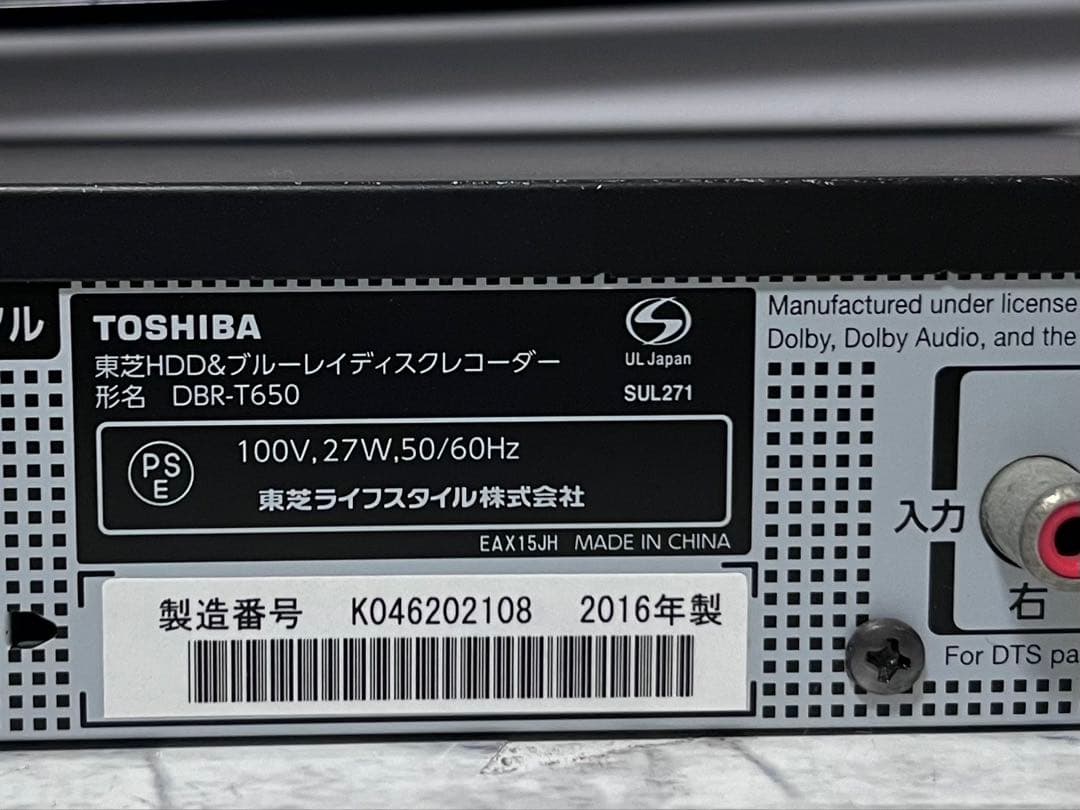 ル
TOSHIBA
東芝HDD&ブルーレイディスクレコーダー
形名 DBR-T650
UL Japan
SUL271
PS
E
100V,27W,50/60Hz
東芝ライフスタイル株式会社
EAX15JH MADE IN CHINA
製造番号 K046202108 2016年製
Manufactured under license
Dolby, Dolby Audio, and the
入力
右
For DTS pa